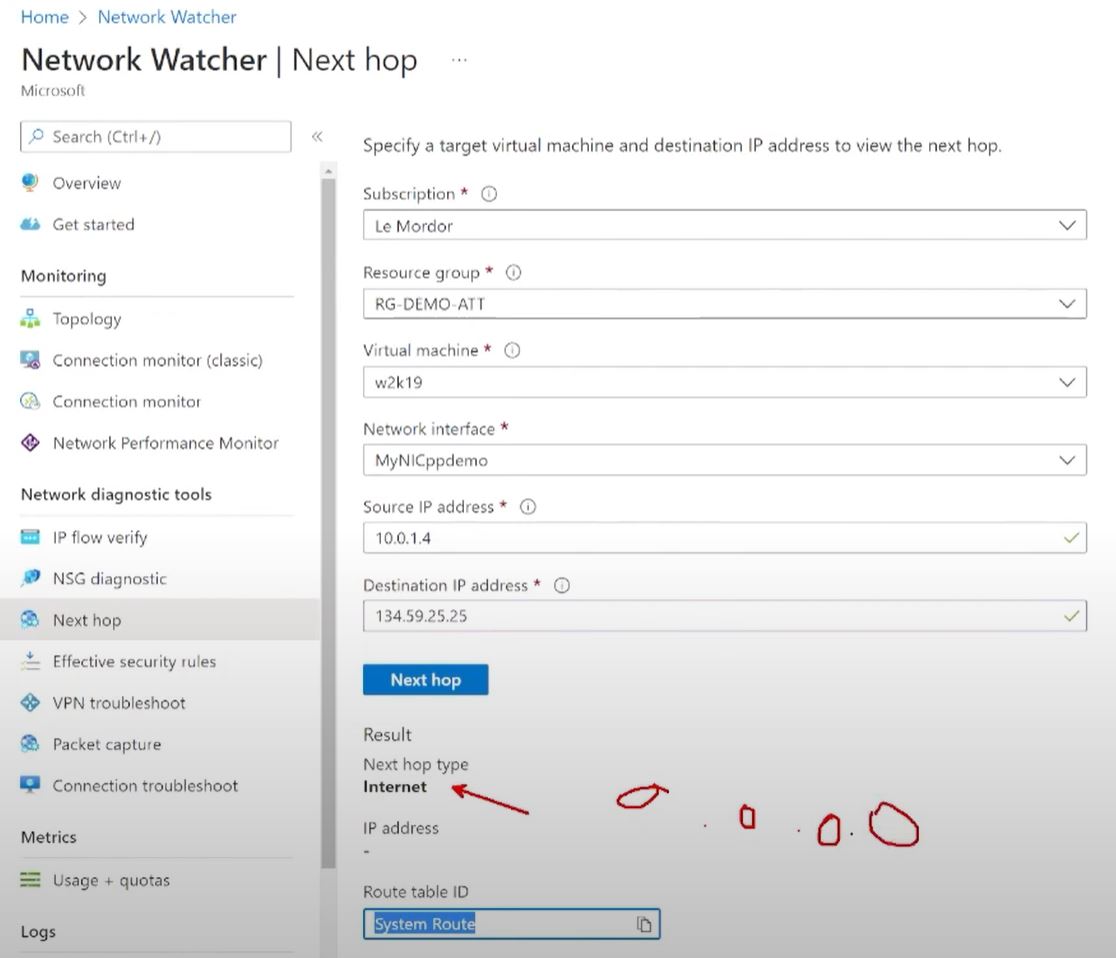 Home > Network Watcher
Network Watcher | Next hop ...
Microsoft
Search (Ctrl+/)
«
Overview
Get started
Monitoring
Topology
Connection monitor (classic)
Connection monitor
Network Performance Monitor
Network diagnostic tools
IP flow verify
NSG diagnostic
Next hop
Effective security rules
VPN troubleshoot
Packet capture
Connection troubleshoot
Metrics
Usage + quotas
Logs
Specify a target virtual machine and destination IP address to view the next hop.
Subscription *
Le Mordor
Resource group *
RG-DEMO-ATT
Virtual machine *
w2k19
Network interface *
MyNICppdemo
Source IP address *
10.0.1.4
Destination IP address *
134.59.25.25
Next hop
Result
Next hop type
Internet
0.0.0.0
IP address
-
Route table ID
System Route